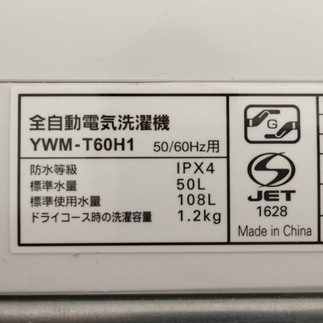 全自動電気洗濯機
YWM-T60H1 50/60Hz用
防水等級 IPX4
標準水量 50L
標準使用水量 108L
ドライコース時の洗濯容量 1.2kg
G
S
JET
1628
Made in China